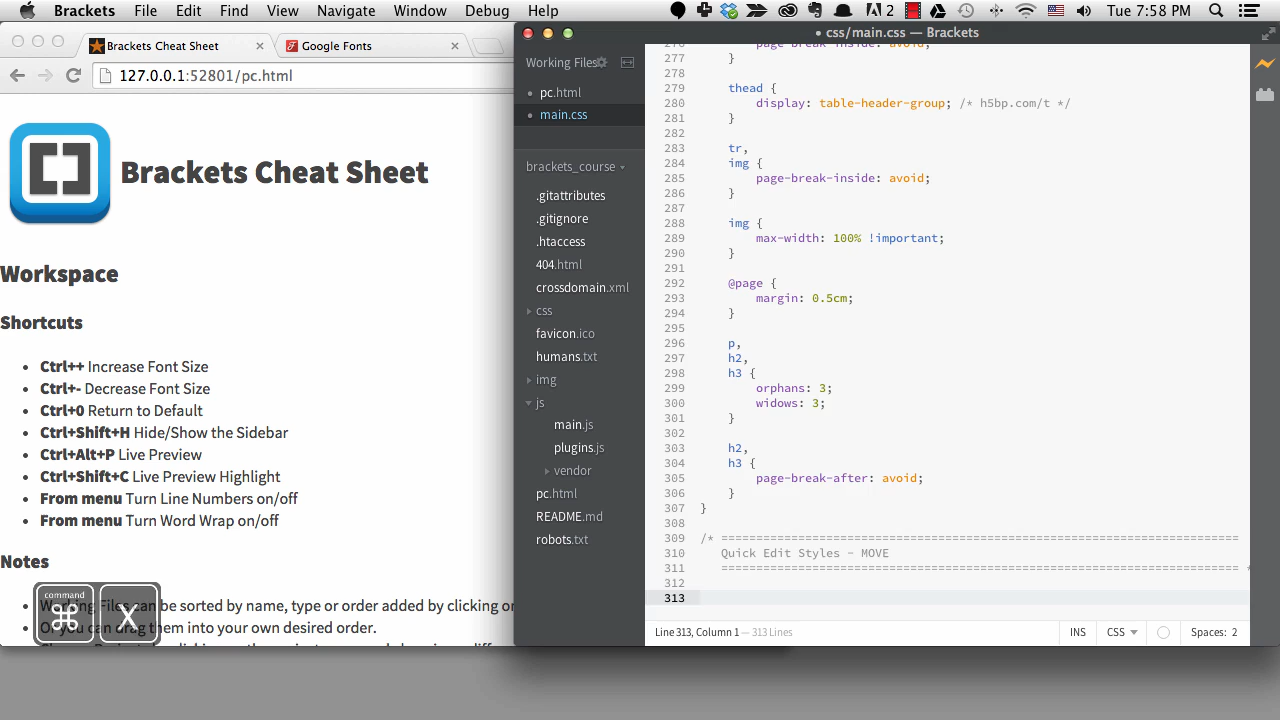 Brackets File Edit Find View Navigate Window Debug Help
A 2
Tue 7:58 PM
Brackets Cheat Sheet × Google Fonts ×
127.0.0.1:52801/pc.html
Brackets Cheat Sheet
Workspace
Shortcuts
• Ctrl++ Increase Font Size
• Ctrl+- Decrease Font Size
• Ctrl+0 Return to Default
• Ctrl+Shift+H Hide/Show the Sidebar
• Ctrl+Alt+P Live Preview
• Ctrl+Shift+C Live Preview Highlight
• From menu Turn Line Numbers on/off
• From menu Turn Word Wrap on/off
Notes
• Working Files can be sorted by name, type or order added by clicking or
• Or you can drag them into your own desired order.
command
⌘ X
• css/main.css — Brackets
Working Files
• pc.html
• main.css
brackets_course
.gitattributes
.gitignore
.htaccess
404.html
crossdomain.xml
css
favicon.ico
humans.txt
img
js
main.js
plugins.js
vendor
pc.html
README.md
robots.txt
276 page-break-inside: avoid;
277 }
278
279 thead {
280 display: table-header-group; /* h5bp.com/t */
281 }
282
283 tr,
284 img {
285 page-break-inside: avoid;
286 }
287
288 img {
289 max-width: 100% !important;
290 }
291
292 @page {
293 margin: 0.5cm;
294 }
295
296 p,
297 h2,
298 h3 {
299 orphans: 3;
300 widows: 3;
301 }
302
303 h2,
304 h3 {
305 page-break-after: avoid;
306 }
307 }
308
309 /* ==========================================================================
310 Quick Edit Styles - MOVE
311 ========================================================================== *
312
313
Line 313, Column 1 — 313 Lines
INS CSS Spaces: 2